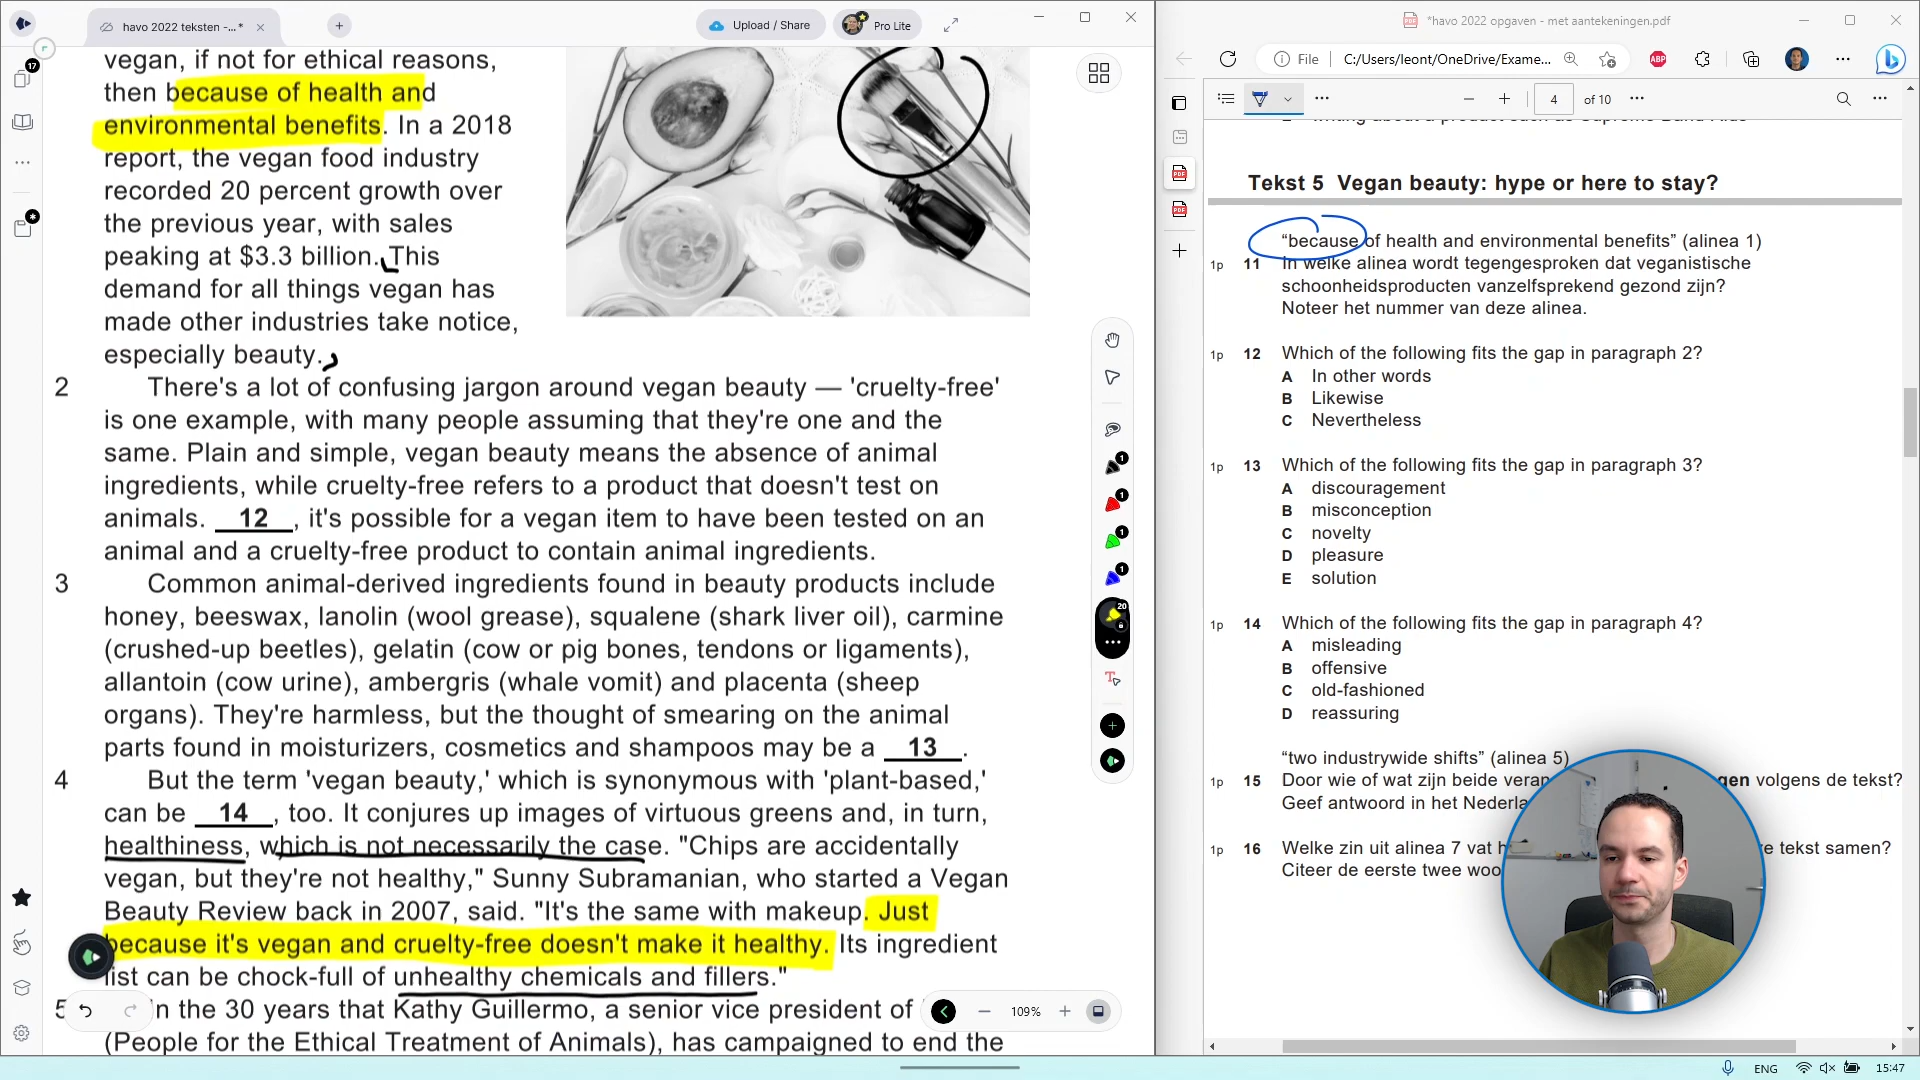 havo 2022 teksten -...*
Upload / Share
Pro Lite
*havo 2022 opgaven - met aantekeningen.pdf
17
File
C:/Users/leont/OneDrive/Exame...
ABP
4
of 10
vegan, if not for ethical reasons,
then because of health and
environmental benefits. In a 2018
report, the vegan food industry
recorded 20 percent growth over
the previous year, with sales
peaking at $3.3 billion. This
demand for all things vegan has
made other industries take notice,
especially beauty.
2 There's a lot of confusing jargon around vegan beauty — 'cruelty-free'
is one example, with many people assuming that they're one and the
same. Plain and simple, vegan beauty means the absence of animal
ingredients, while cruelty-free refers to a product that doesn't test on
animals. 12 , it's possible for a vegan item to have been tested on an
animal and a cruelty-free product to contain animal ingredients.
3 Common animal-derived ingredients found in beauty products include
honey, beeswax, lanolin (wool grease), squalene (shark liver oil), carmine
(crushed-up beetles), gelatin (cow or pig bones, tendons or ligaments),
allantoin (cow urine), ambergris (whale vomit) and placenta (sheep
organs). They're harmless, but the thought of smearing on the animal
parts found in moisturizers, cosmetics and shampoos may be a 13 .
4 But the term 'vegan beauty,' which is synonymous with 'plant-based,'
can be 14 , too. It conjures up images of virtuous greens and, in turn,
healthiness, which is not necessarily the case. "Chips are accidentally
vegan, but they're not healthy," Sunny Subramanian, who started a Vegan
Beauty Review back in 2007, said. "It's the same with makeup. Just
because it's vegan and cruelty-free doesn't make it healthy. Its ingredient
list can be chock-full of unhealthy chemicals and fillers."
5 In the 30 years that Kathy Guillermo, a senior vice president of
(People for the Ethical Treatment of Animals), has campaigned to end the
1
1
1
1
20
109%
Tekst 5 Vegan beauty: hype or here to stay?
“because of health and environmental benefits” (alinea 1)
1p 11 In welke alinea wordt tegengesproken dat veganistische
schoonheidsproducten vanzelfsprekend gezond zijn?
Noteer het nummer van deze alinea.
1p 12 Which of the following fits the gap in paragraph 2?
A In other words
B Likewise
C Nevertheless
1p 13 Which of the following fits the gap in paragraph 3?
A discouragement
B misconception
C novelty
D pleasure
E solution
1p 14 Which of the following fits the gap in paragraph 4?
A misleading
B offensive
C old-fashioned
D reassuring
“two industrywide shifts” (alinea 5)
1p 15 Door wie of wat zijn beide veran gen volgens de tekst?
Geef antwoord in het Nederla
1p 16 Welke zin uit alinea 7 vat h e tekst samen?
Citeer de eerste twee woo
ENG
15:47